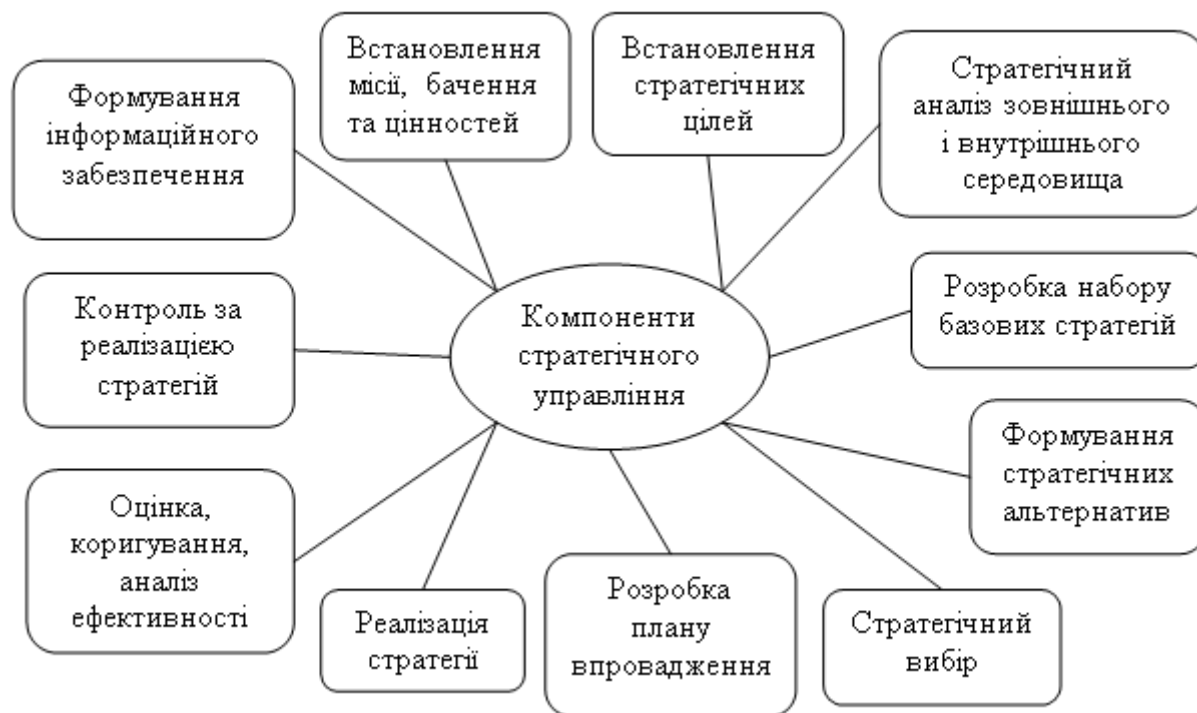 Формування
інформаційного
забезпечення
Встановлення
місії, бачення
та цінностей
Встановлення
стратегічних
цілей
Стратегічний
аналіз зовнішнього
і внутрішнього
середовища
Контроль за
реалізацією
стратегій
Компоненти
стратегічного
управління
Розробка набору
базових стратегій
Формування
стратегічних
альтернатив
Оцінка,
коригування,
аналіз
ефективності
Реалізація
стратегії
Розробка
плану
впровадження
Стратегічний
вибір